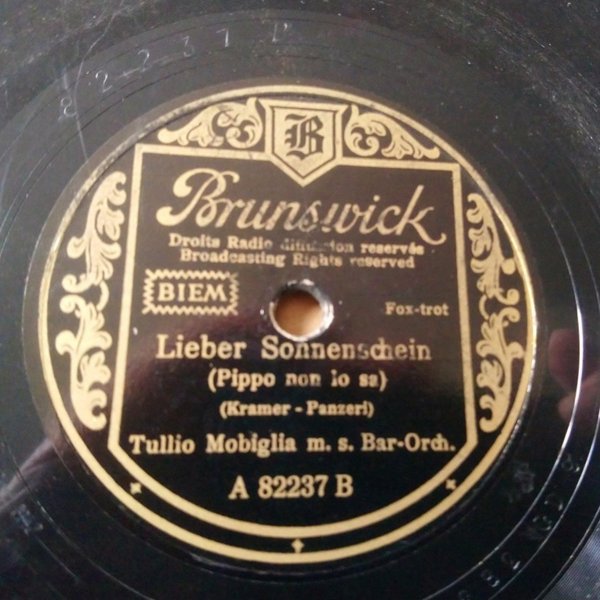 82237
B
Brunswick
Droits Radio diffusion reservés
Broadcasting Rights reserved
BIEM
Fox-trot
Lieber Sonnenschein
(Pippo non lo sa)
(Kramer - Panzeri)
Tullio Mobiglia m. s. Bar-Orch.
A 82237 B